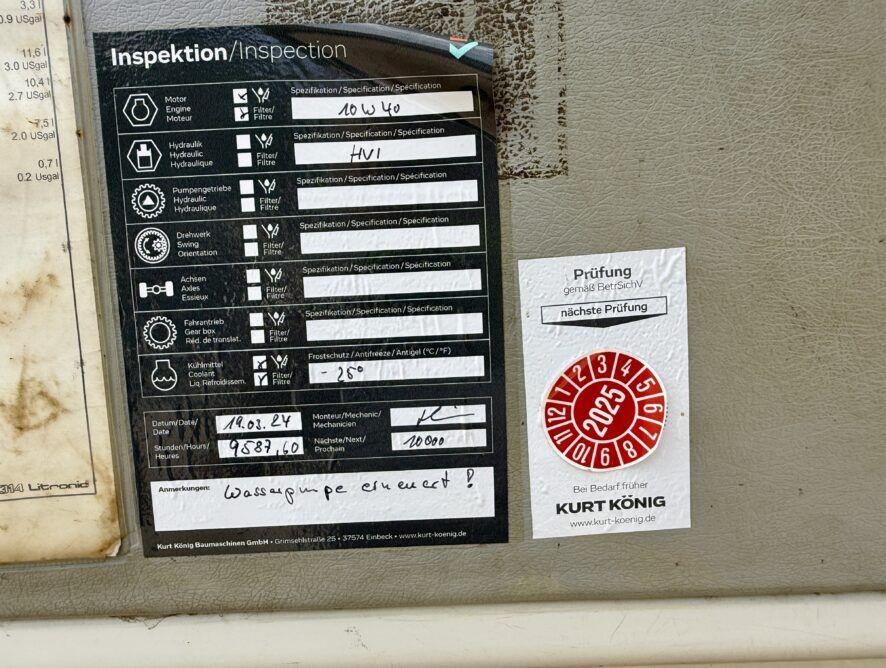 3,3 l
0.9 USgal
11,6 l
3.0 USgal
10,4 l
2.7 USgal
7,5 l
2.0 USgal
0,7 l
0.2 Usgal
314 Litronic
Inspektion/Inspection
Motor
Engine
Moteur
Filter/
Filtre
Spezifikation/Specification/Spécification
10W40
Hydraulik
Hydraulic
Hydraulique
Filter/
Filtre
Spezifikation/Specification/Spécification
HVI
Pumpengetriebe
Hydraulic
Hydraulique
Filter/
Filtre
Spezifikation/Specification/Spécification
Drehwerk
Swing
Orientation
Filter/
Filtre
Spezifikation/Specification/Spécification
Achsen
Axles
Essieux
Filter/
Filtre
Spezifikation/Specification/Spécification
Fahrantrieb
Gear box
Réd. de translat.
Filter/
Filtre
Spezifikation/Specification/Spécification
Kühlmittel
Coolant
Liq. Refroidissem.
Filter/
Filtre
Frostschutz/Antifreeze/Antigel (°C/°F)
- 25°
Datum/Date/
Date
19.03.24
Monteur/Mechanic/
Mechanicien
Stunden/Hours/
Heures
9587,60
Nächste/Next/
Prochain
10000
Anmerkungen: Wasserpumpe erneuert!
Kurt König Baumaschinen GmbH • Grimsehlstraße 25 • 37574 Einbeck • www.kurt-koenig.de
Prüfung
gemäß BetrSichV
nächste Prüfung
1 2 3 4 5 6 7 8 9 10 11 12
2025
Bei Bedarf früher
KURT KÖNIG
www.kurt-koenig.de